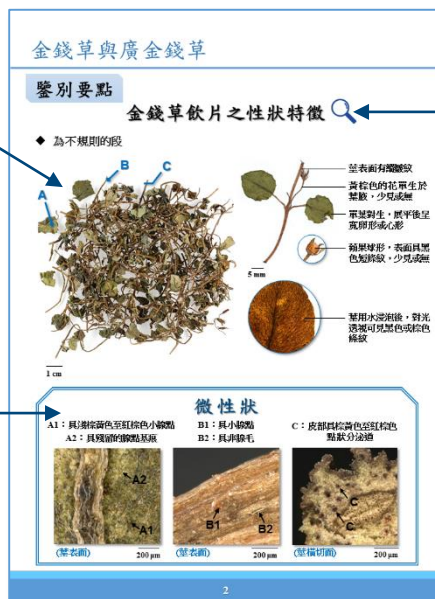 金錢草與廣金錢草
鑒別要點
金錢草飲片之性狀特徵
◆ 為不規則的段
A
B
C
莖表面有縱皺紋
黃棕色的花單生於
葉腋，少見或無
單葉對生，展平後呈
寬卵形或心形
蒴果球形，表面具黑
色短條紋，少見或無
5 mm
葉用水浸泡後，對光
透視可見黑色或棕色
條紋
1 cm
微性狀
A1：具淺棕黃色至紅棕色小腺點
A2：具殘留的腺點基痕
B1：具小腺點
B2：具非腺毛
C：皮部具棕黃色至紅棕色
點狀分泌道
A2
A1
B1
B2
C
C
(葉表面)
200 μm
(莖表面)
200 μm
(莖橫切面)
200 μm
2